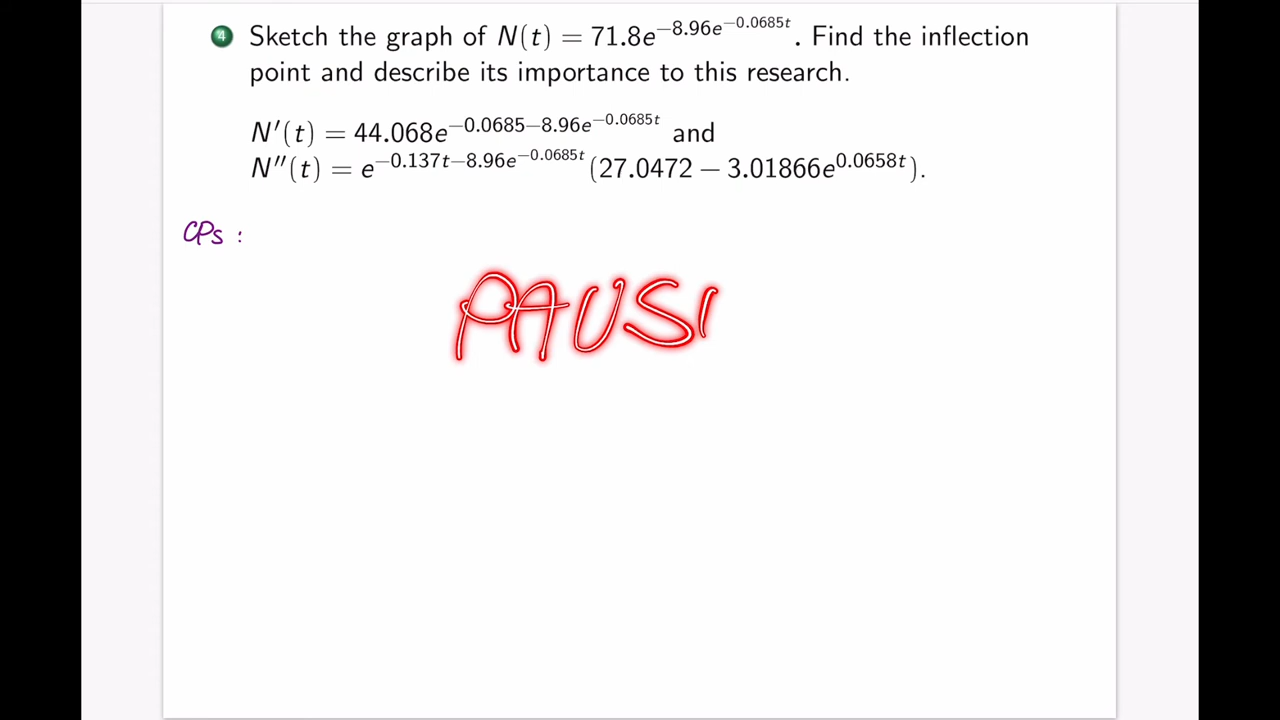 4 Sketch the graph of N(t) = 71.8e^{−8.96e^{−0.0685t}}. Find the inflection
point and describe its importance to this research.
N′(t) = 44.068e^{−0.0685−8.96e^{−0.0685t}} and
N″(t) = e^{−0.137t−8.96e^{−0.0685t}}(27.0472 − 3.01866e^{0.0658t}).
CPs :
PAUSI